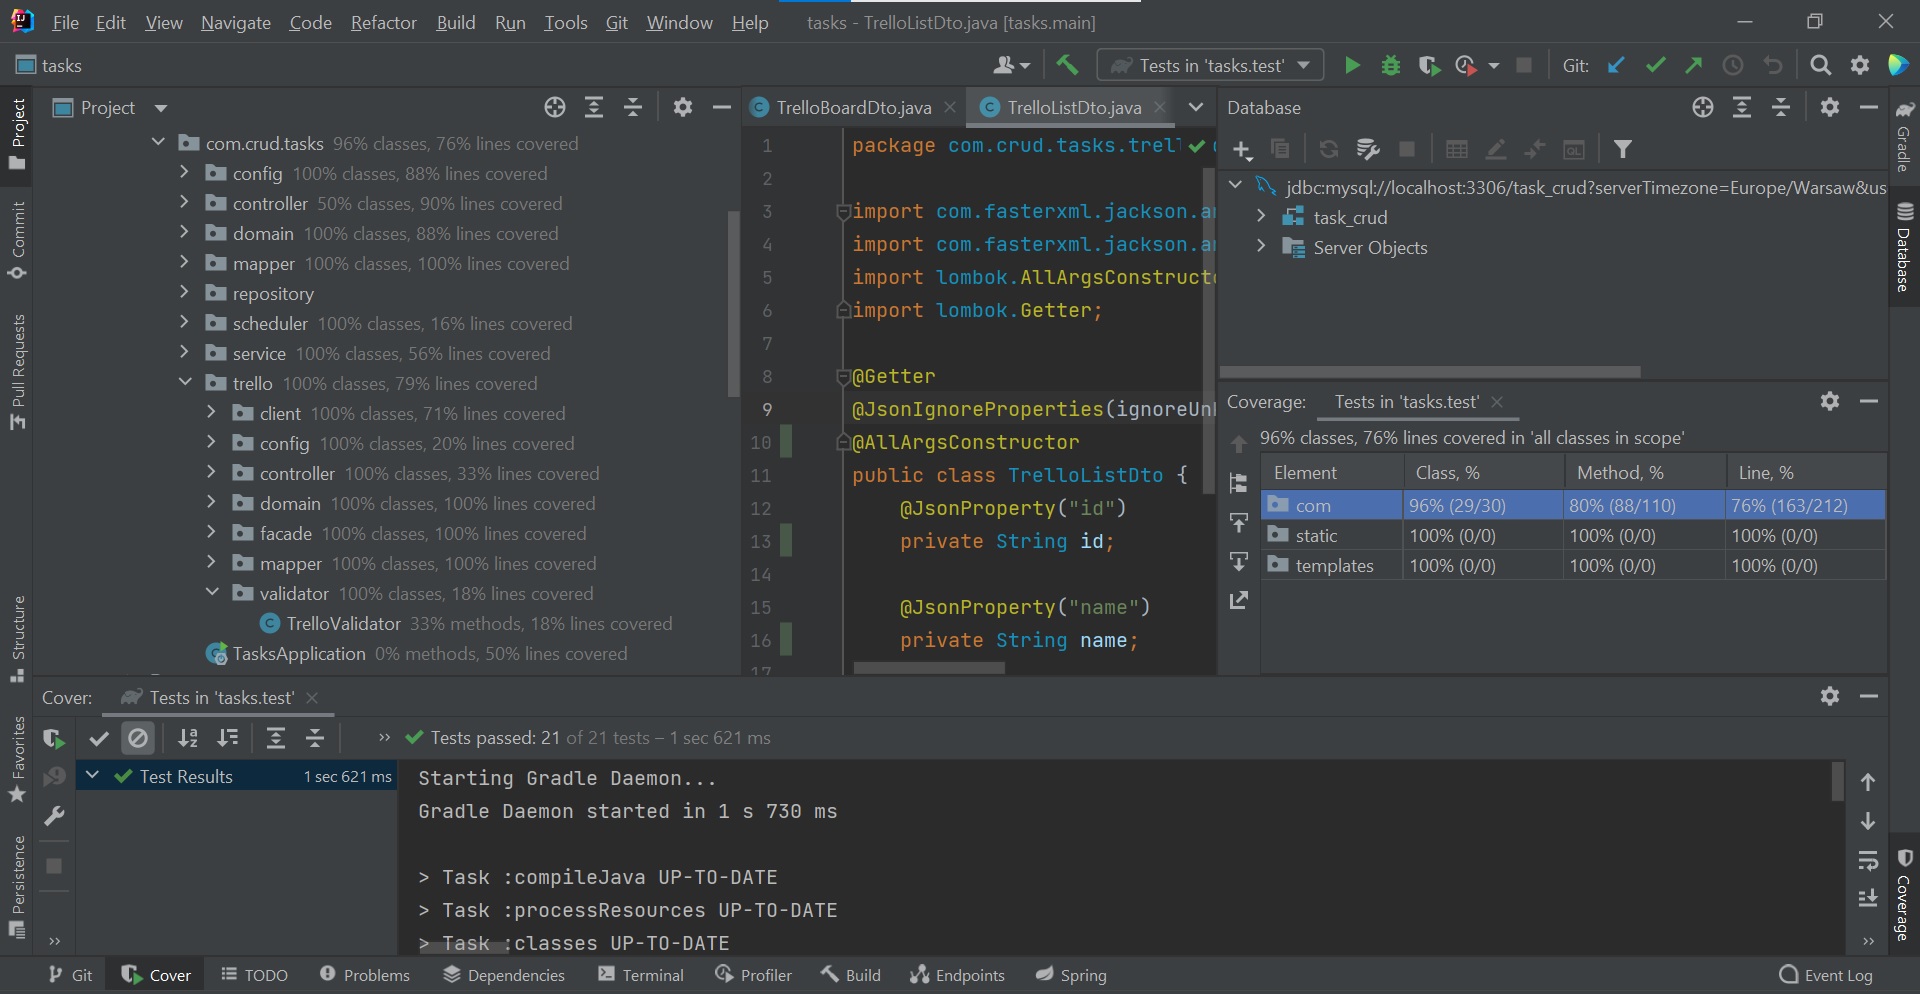 File Edit View Navigate Code Refactor Build Run Tools Git Window Help tasks - TrelloListDto.java [tasks.main]
tasks Tests in 'tasks.test' Git:
Project
Commit
Pull Requests
Structure
Favorites
Persistence
Project
com.crud.tasks 96% classes, 76% lines covered
config 100% classes, 88% lines covered
controller 50% classes, 90% lines covered
domain 100% classes, 88% lines covered
mapper 100% classes, 100% lines covered
repository
scheduler 100% classes, 16% lines covered
service 100% classes, 56% lines covered
trello 100% classes, 79% lines covered
client 100% classes, 71% lines covered
config 100% classes, 20% lines covered
controller 100% classes, 33% lines covered
domain 100% classes, 100% lines covered
facade 100% classes, 100% lines covered
mapper 100% classes, 100% lines covered
validator 100% classes, 18% lines covered
TrelloValidator 33% methods, 18% lines covered
TasksApplication 0% methods, 50% lines covered
TrelloBoardDto.java TrelloListDto.java
1 package com.crud.tasks.trel
2
3 import com.fasterxml.jackson.an
4 import com.fasterxml.jackson.an
5 import lombok.AllArgsConstructo
6 import lombok.Getter;
7
8 @Getter
9 @JsonIgnoreProperties(ignoreUnk
10 @AllArgsConstructor
11 public class TrelloListDto {
12 @JsonProperty("id")
13 private String id;
14
15 @JsonProperty("name")
16 private String name;
17
Database
jdbc:mysql://localhost:3306/task_crud?serverTimezone=Europe/Warsaw&us
task_crud
Server Objects
Coverage: Tests in 'tasks.test'
96% classes, 76% lines covered in 'all classes in scope'
Element Class, % Method, % Line, %
com 96% (29/30) 80% (88/110) 76% (163/212)
static 100% (0/0) 100% (0/0) 100% (0/0)
templates 100% (0/0) 100% (0/0) 100% (0/0)
Gradle
Database
Coverage
Cover: Tests in 'tasks.test'
Tests passed: 21 of 21 tests – 1 sec 621 ms
Test Results 1 sec 621 ms
Starting Gradle Daemon...
Gradle Daemon started in 1 s 730 ms
> Task :compileJava UP-TO-DATE
> Task :processResources UP-TO-DATE
> Task :classes UP-TO-DATE
Git Cover TODO Problems Dependencies Terminal Profiler Build Endpoints Spring Event Log